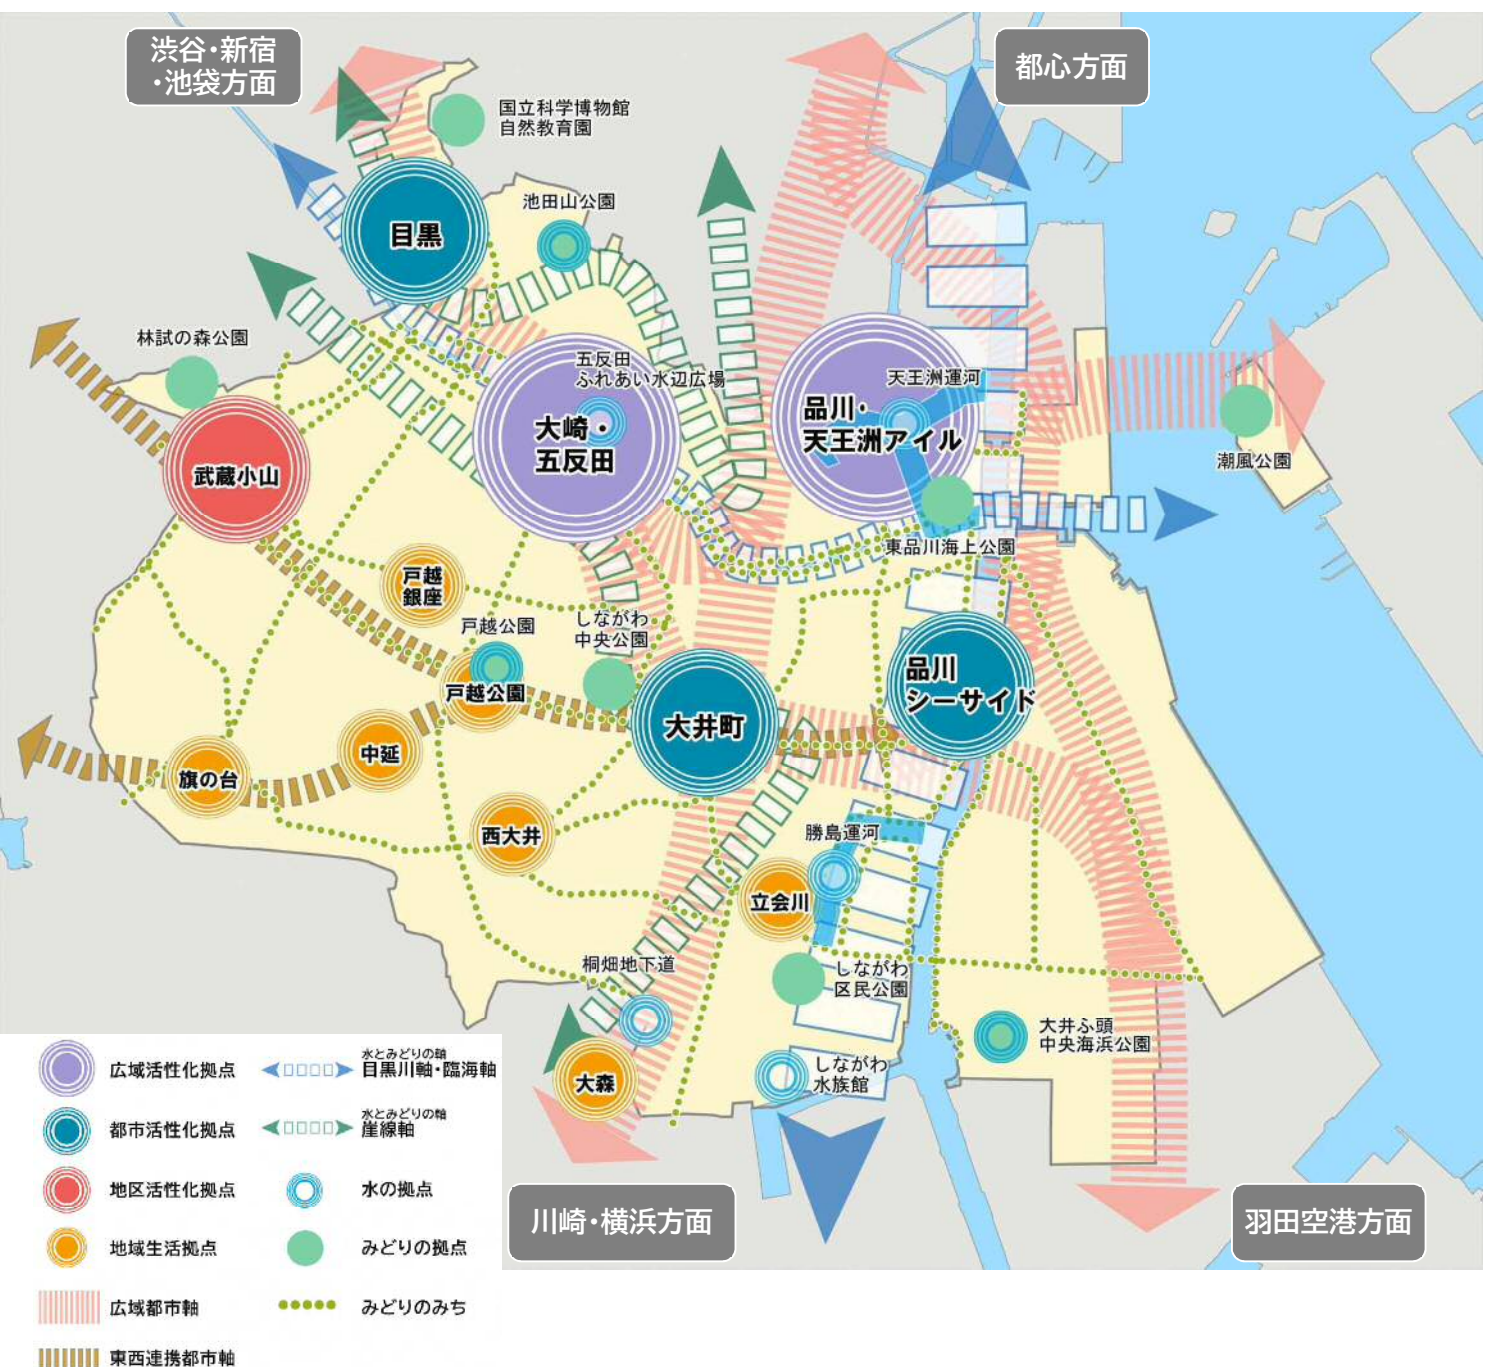 渋谷・新宿
・池袋方面
都心方面
国立科学博物館
自然教育園
池田山公園
目黒
林試の森公園
五反田
ふれあい水辺広場
大崎・
五反田
天王洲運河
品川・
天王洲アイル
潮風公園
武蔵小山
東品川海上公園
戸越
銀座
戸越公園
しながわ
中央公園
戸越公園
品川
シーサイド
大井町
中延
旗の台
西大井
勝島運河
立会川
桐畑地下道
しながわ
区民公園
大井ふ頭
中央海浜公園
しながわ
水族館
大森
川崎・横浜方面
羽田空港方面
広域活性化拠点
水とみどりの軸
目黒川軸・臨海軸
都市活性化拠点
水とみどりの軸
崖線軸
地区活性化拠点
水の拠点
地域生活拠点
みどりの拠点
広域都市軸
みどりのみち
東西連携都市軸